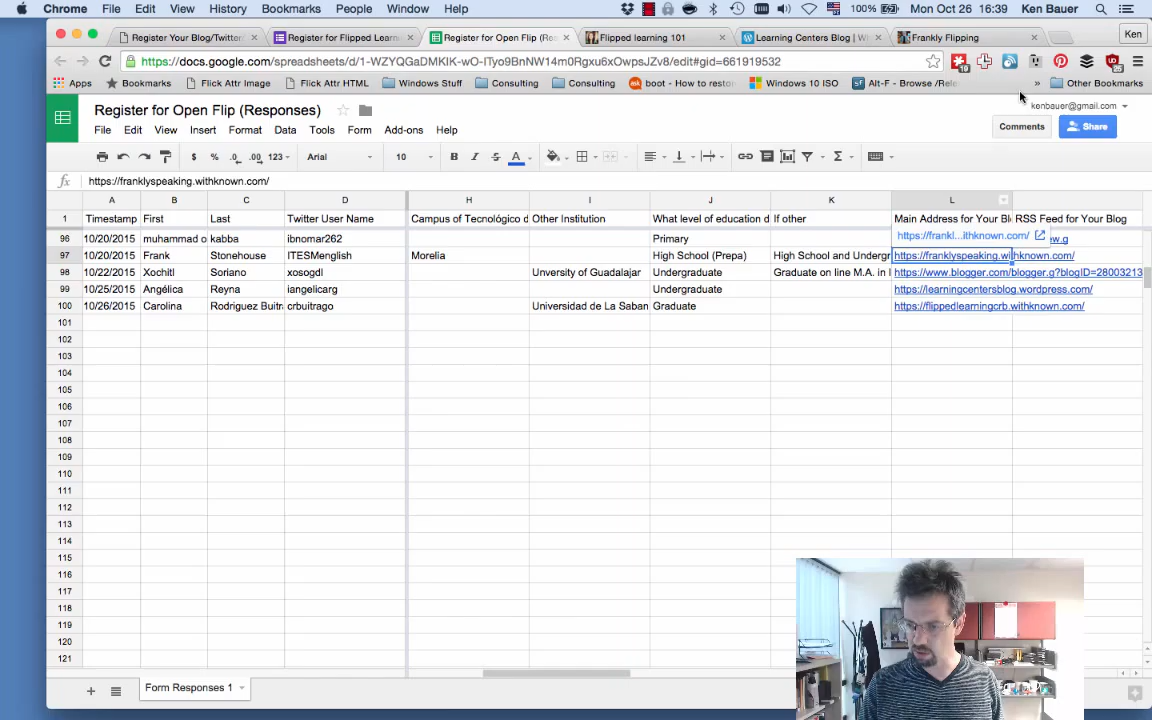 Chrome File Edit View History Bookmarks People Window Help 100% Mon Oct 26 16:39 Ken Bauer
Register Your Blog/Twitter Register for Flipped Learn Register for Open Flip (Re Flipped learning 101 Learning Centers Blog | W Frankly Flipping Ken
https://docs.google.com/spreadsheets/d/1-WZYQGaDMKIK-wO-ITyo9BnNW14m0Rgxu6xOwpsJZv8/edit#gid=661919532
Apps Bookmarks Flick Attr Image Flick Attr HTML Windows Stuff Consulting Consulting boot - How to restor Windows 10 ISO Alt-F - Browse /Rele » Other Bookmarks
Register for Open Flip (Responses) kenbauer@gmail.com
File Edit View Insert Format Data Tools Form Add-ons Help Comments Share
$ % .0 .00 123 Arial 10 B I S A Σ
fx https://franklyspeaking.withknown.com/
A B C D H I J K L
1 Timestamp First Last Twitter User Name Campus of Tecnológico d Other Institution What level of education d If other Main Address for Your Bl RSS Feed for Your Blog
https://frankl...ithknown.com/
96 10/20/2015 muhammad o kabba ibnomar262 Primary ew.g
97 10/20/2015 Frank Stonehouse ITESMenglish Morelia High School (Prepa) High School and Undergr https://franklyspeaking.withknown.com/
98 10/22/2015 Xochitl Soriano xosogdl Unversity of Guadalajar Undergraduate Graduate on line M.A. in https://www.blogger.com/blogger.g?blogID=28003213
99 10/25/2015 Angélica Reyna iangelicarg Undergraduate https://learningcentersblog.wordpress.com/
100 10/26/2015 Carolina Rodriguez Buitr crbuitrago Universidad de La Saban Graduate https://flippedlearningcrb.withknown.com/
101
102
103
104
105
106
107
108
109
110
111
112
113
114
115
116
117
118
119
120
121
Form Responses 1